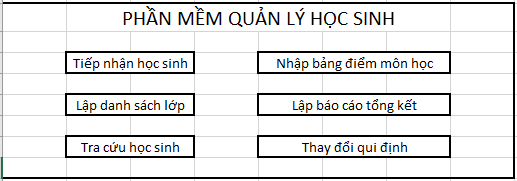 PHẦN MỀM QUẢN LÝ HỌC SINH
Tiếp nhận học sinh
Nhập bảng điểm môn học
Lập danh sách lớp
Lập báo cáo tổng kết
Tra cứu học sinh
Thay đổi qui định